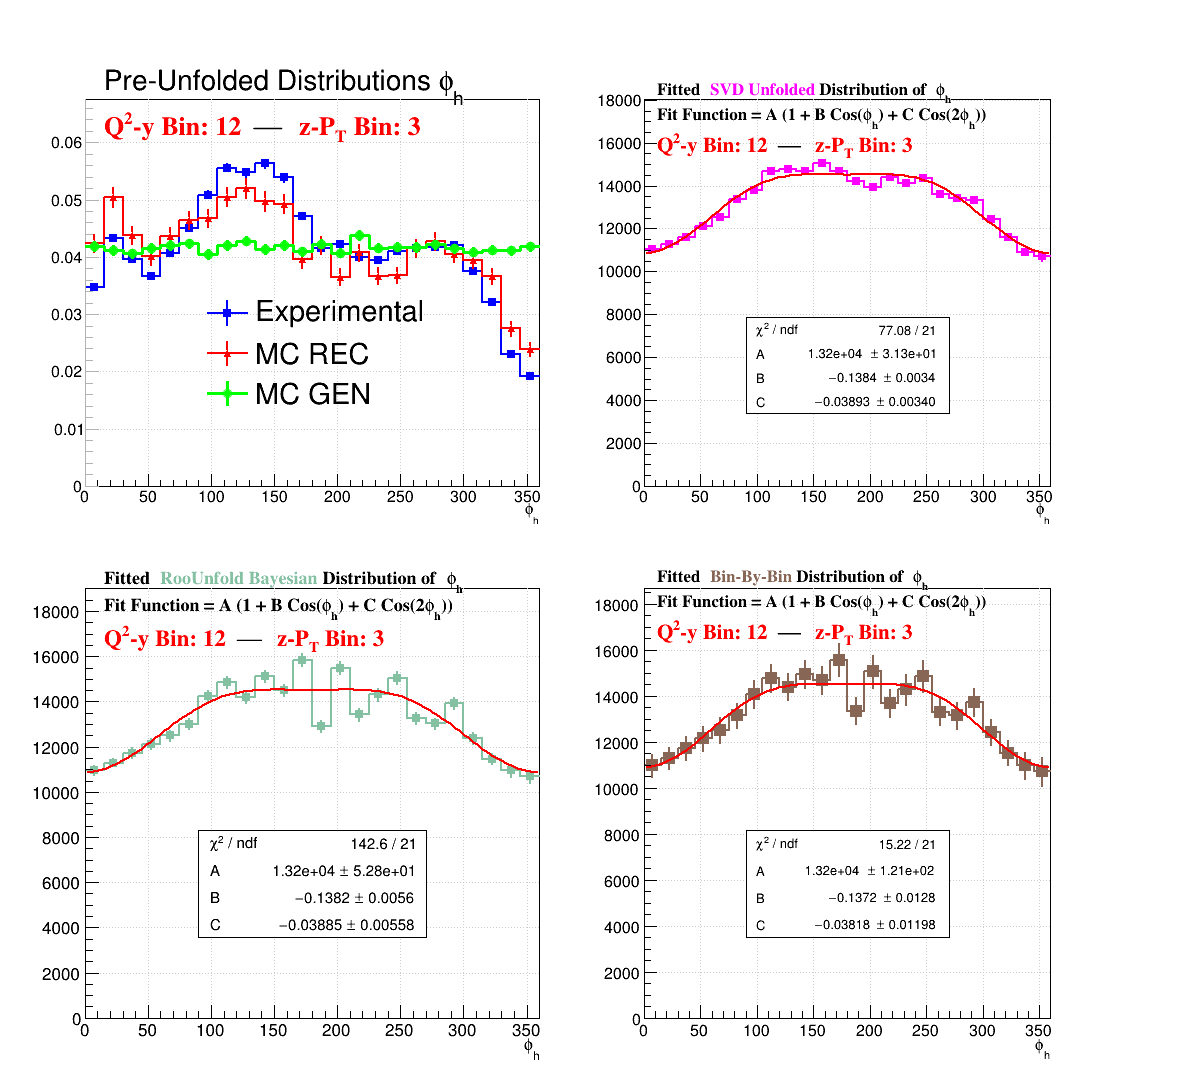 Pre-Unfolded Distributions ϕh
Q²-y Bin: 12 — z-PT Bin: 3
0.06
0.05
0.04
0.03
0.02
0.01
0
Experimental
MC REC
MC GEN
0 50 100 150 200 250 300 350
ϕh
Fitted SVD Unfolded Distribution of ϕh
Fit Function = A (1 + B Cos(ϕh) + C Cos(2ϕh))
Q²-y Bin: 12 — z-PT Bin: 3
18000
16000
14000
12000
10000
8000
6000
4000
2000
0
χ² / ndf 77.08 / 21
A 1.32e+04 ± 3.13e+01
B −0.1384 ± 0.0034
C −0.03893 ± 0.00340
0 50 100 150 200 250 300 350
ϕh
Fitted RooUnfold Bayesian Distribution of ϕh
Fit Function = A (1 + B Cos(ϕh) + C Cos(2ϕh))
Q²-y Bin: 12 — z-PT Bin: 3
18000
16000
14000
12000
10000
8000
6000
4000
2000
0
χ² / ndf 142.6 / 21
A 1.32e+04 ± 5.28e+01
B −0.1382 ± 0.0056
C −0.03885 ± 0.00558
0 50 100 150 200 250 300 350
ϕh
Fitted Bin-By-Bin Distribution of ϕh
Fit Function = A (1 + B Cos(ϕh) + C Cos(2ϕh))
Q²-y Bin: 12 — z-PT Bin: 3
18000
16000
14000
12000
10000
8000
6000
4000
2000
0
χ² / ndf 15.22 / 21
A 1.32e+04 ± 1.21e+02
B −0.1372 ± 0.0128
C −0.03818 ± 0.01198
0 50 100 150 200 250 300 350
ϕh